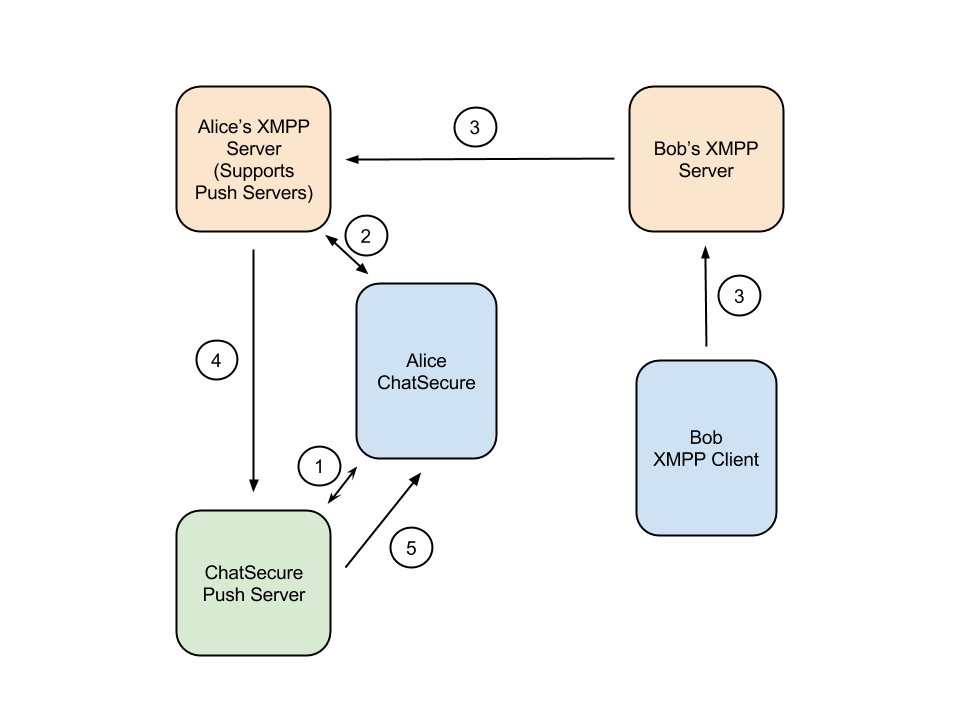 Alice’s XMPP
Server
(Supports
Push Servers)
3
Bob’s XMPP
Server
2
3
4
Alice
ChatSecure
Bob
XMPP Client
1
5
ChatSecure
Push Server